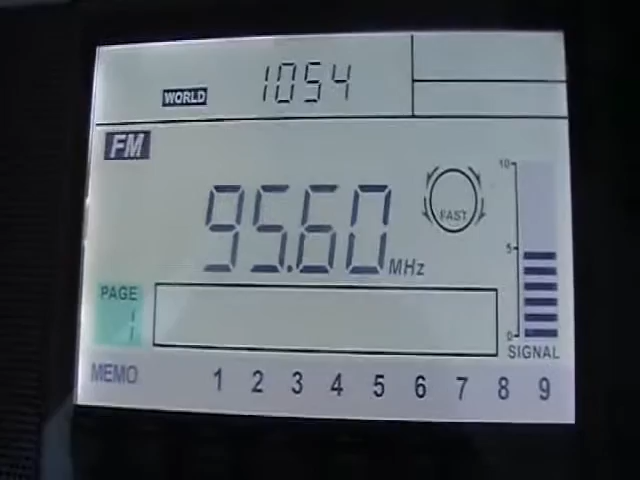 WORLD 1054
FM
95.60 MHz
FAST
10
5
0
PAGE
1
SIGNAL
MEMO 1 2 3 4 5 6 7 8 9